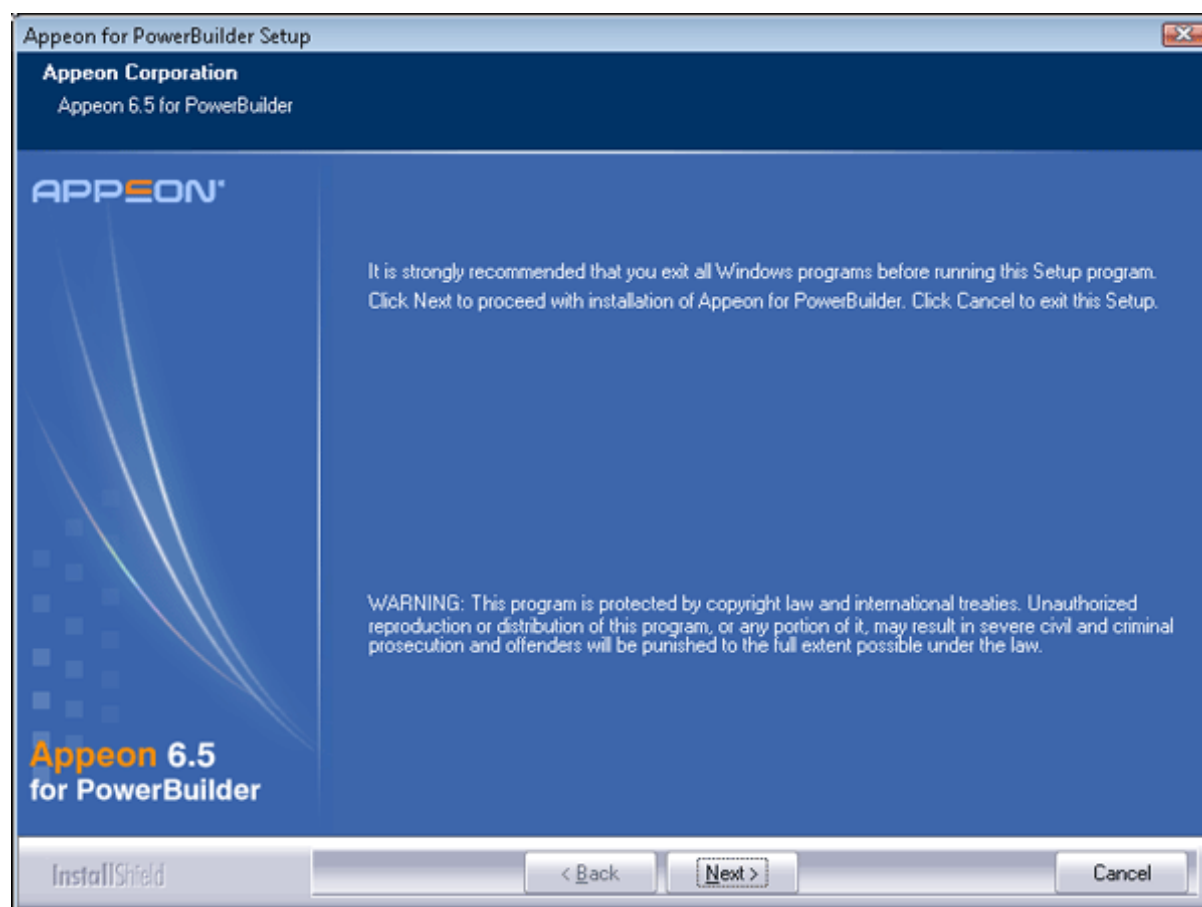 Appeon for PowerBuilder Setup
Appeon Corporation
Appeon 6.5 for PowerBuilder
APPEON
It is strongly recommended that you exit all Windows programs before running this Setup program.
Click Next to proceed with installation of Appeon for PowerBuilder. Click Cancel to exit this Setup.
WARNING: This program is protected by copyright law and international treaties. Unauthorized
reproduction or distribution of this program, or any portion of it, may result in severe civil and criminal
prosecution and offenders will be punished to the full extent possible under the law.
Appeon 6.5
for PowerBuilder
InstallShield
< Back
Next >
Cancel